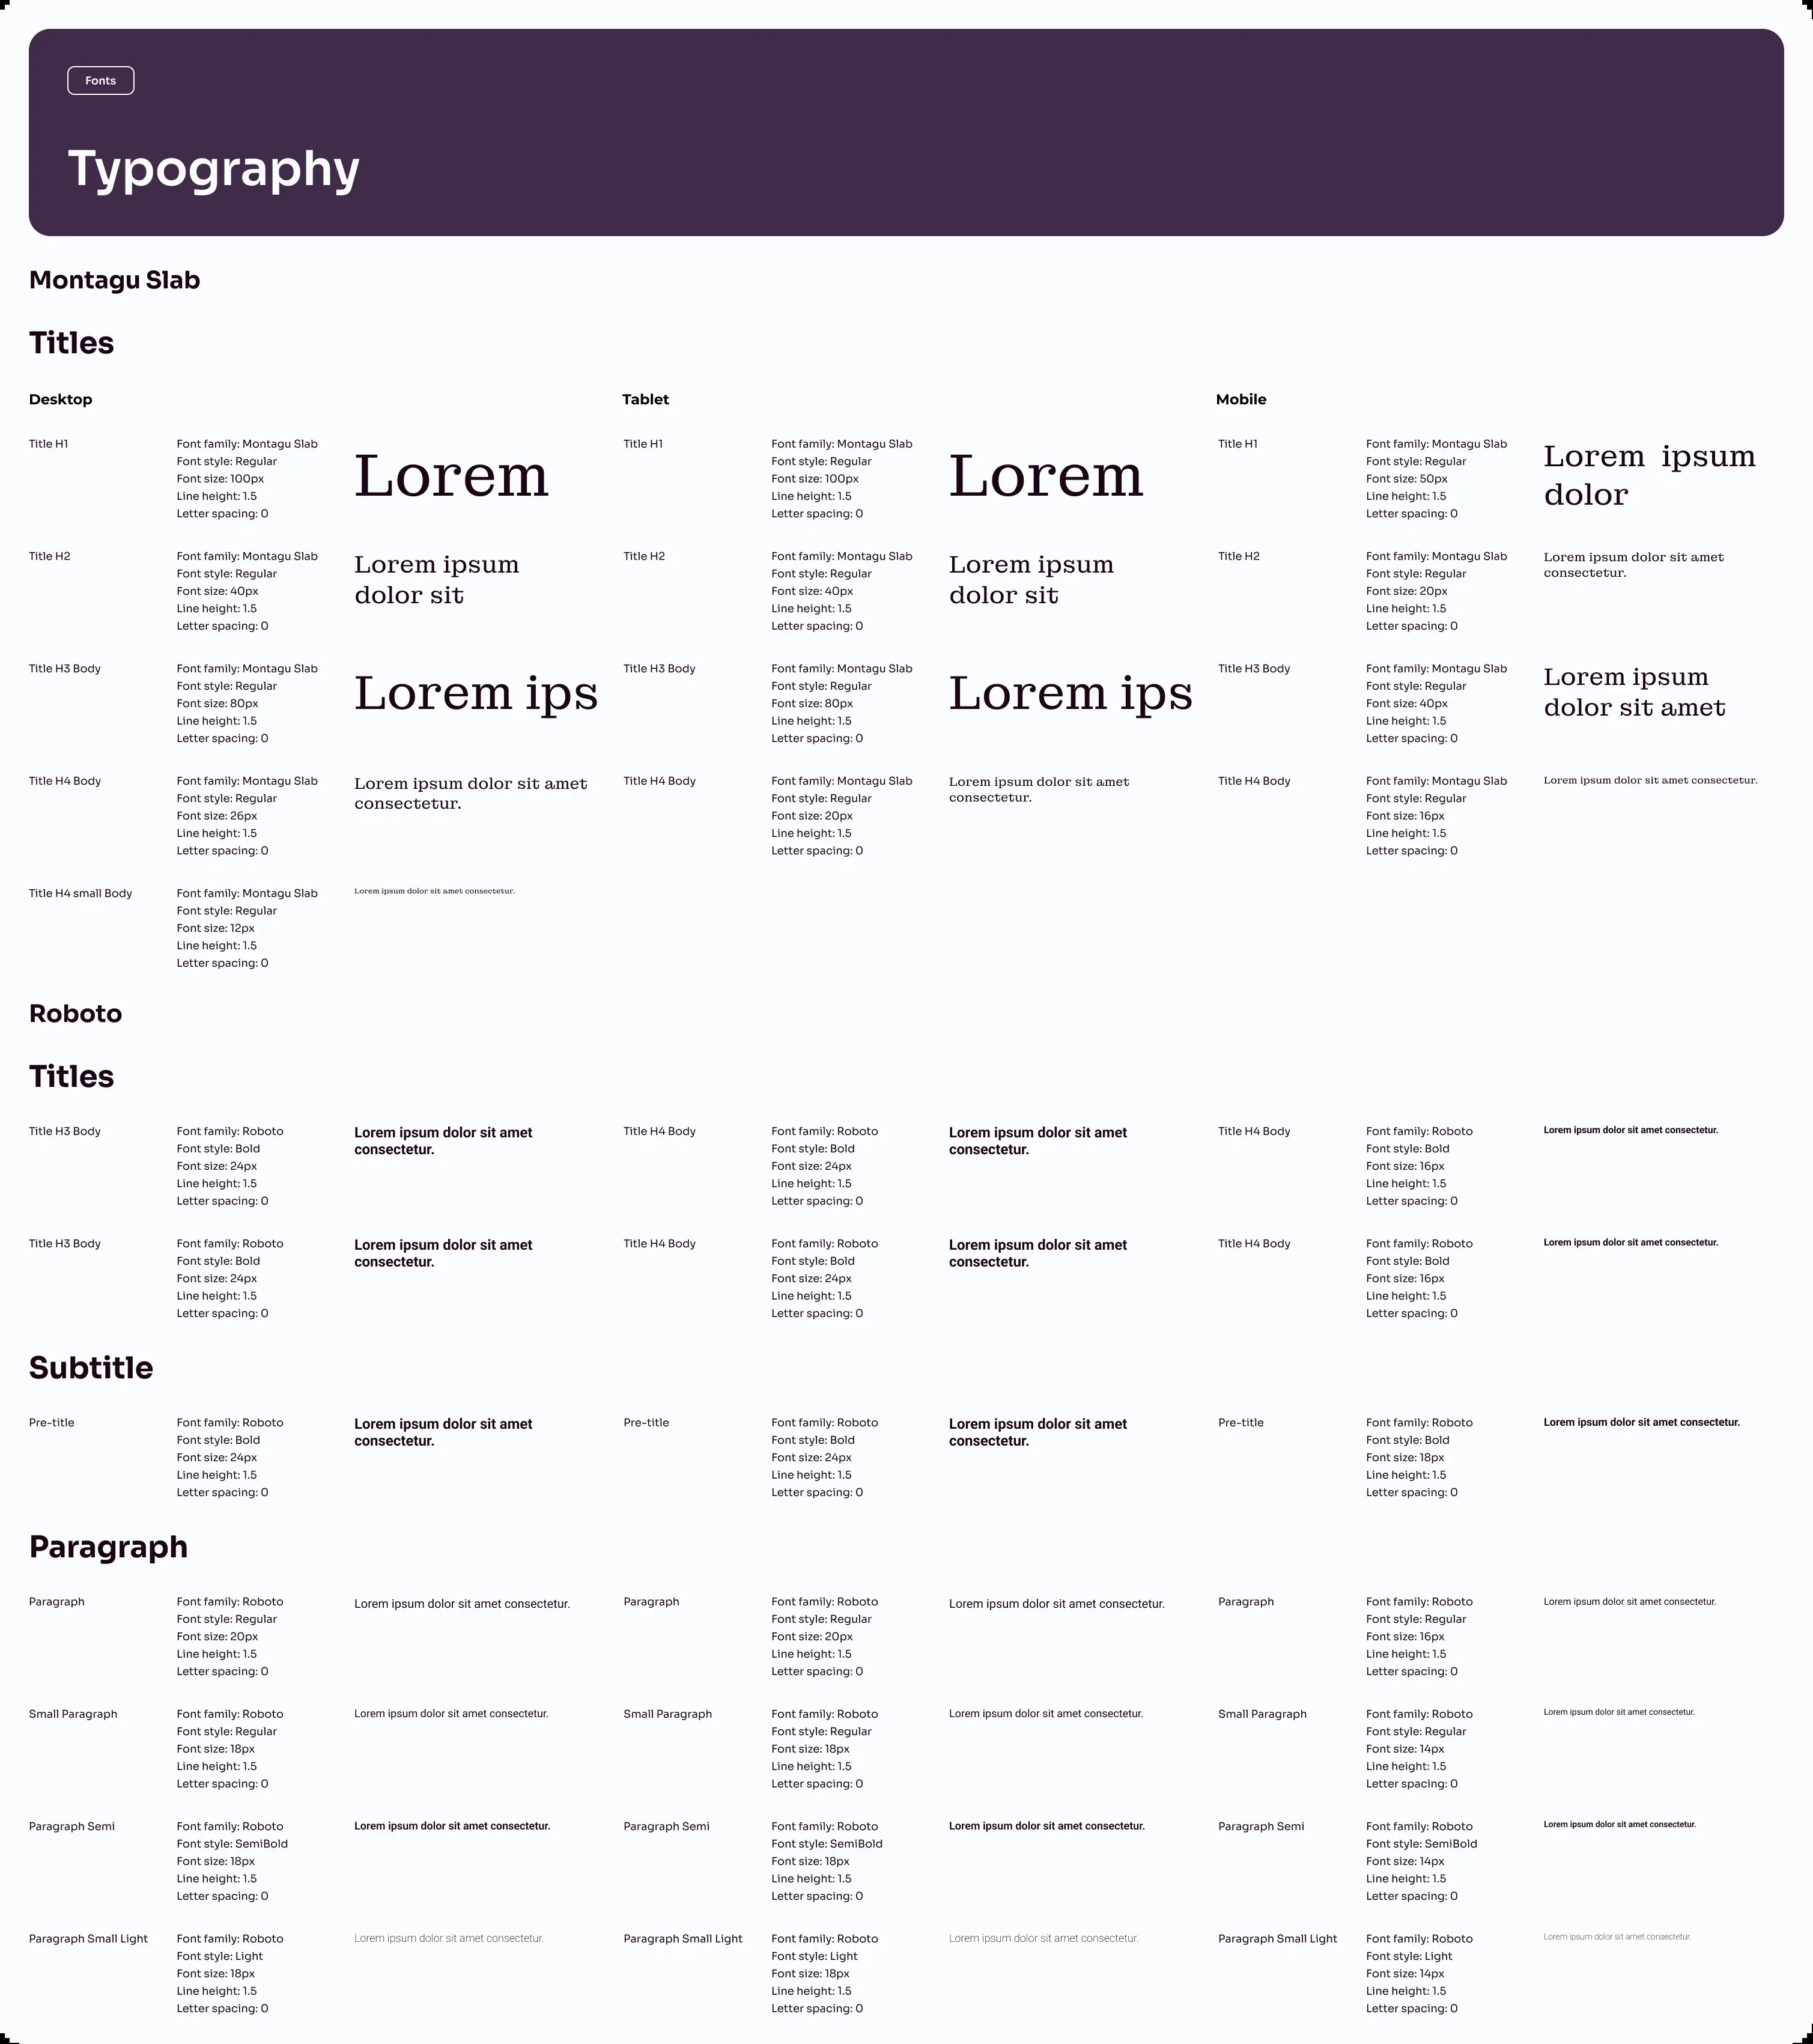 Fonts
Typography
Montagu Slab
Titles
Desktop
Tablet
Mobile
Title H1
Font family: Montagu Slab
Font style: Regular
Font size: 100px
Line height: 1.5
Letter spacing: 0
Lorem
Title H1
Font family: Montagu Slab
Font style: Regular
Font size: 100px
Line height: 1.5
Letter spacing: 0
Lorem
Title H1
Font family: Montagu Slab
Font style: Regular
Font size: 50px
Line height: 1.5
Letter spacing: 0
Lorem ipsum
dolor
Title H2
Font family: Montagu Slab
Font style: Regular
Font size: 40px
Line height: 1.5
Letter spacing: 0
Lorem ipsum
dolor sit
Title H2
Font family: Montagu Slab
Font style: Regular
Font size: 40px
Line height: 1.5
Letter spacing: 0
Lorem ipsum
dolor sit
Title H2
Font family: Montagu Slab
Font style: Regular
Font size: 20px
Line height: 1.5
Letter spacing: 0
Lorem ipsum dolor sit amet
consectetur.
Title H3 Body
Font family: Montagu Slab
Font style: Regular
Font size: 80px
Line height: 1.5
Letter spacing: 0
Lorem ips
Title H3 Body
Font family: Montagu Slab
Font style: Regular
Font size: 80px
Line height: 1.5
Letter spacing: 0
Lorem ips
Title H3 Body
Font family: Montagu Slab
Font style: Regular
Font size: 40px
Line height: 1.5
Letter spacing: 0
Lorem ipsum
dolor sit amet
Title H4 Body
Font family: Montagu Slab
Font style: Regular
Font size: 26px
Line height: 1.5
Letter spacing: 0
Lorem ipsum dolor sit amet
consectetur.
Title H4 Body
Font family: Montagu Slab
Font style: Regular
Font size: 20px
Line height: 1.5
Letter spacing: 0
Lorem ipsum dolor sit amet
consectetur.
Title H4 Body
Font family: Montagu Slab
Font style: Regular
Font size: 16px
Line height: 1.5
Letter spacing: 0
Lorem ipsum dolor sit amet consectetur.
Title H4 small Body
Font family: Montagu Slab
Font style: Regular
Font size: 12px
Line height: 1.5
Letter spacing: 0
Lorem ipsum dolor sit amet consectetur.
Roboto
Titles
Title H3 Body
Font family: Roboto
Font style: Bold
Font size: 24px
Line height: 1.5
Letter spacing: 0
Lorem ipsum dolor sit amet
consectetur.
Title H4 Body
Font family: Roboto
Font style: Bold
Font size: 24px
Line height: 1.5
Letter spacing: 0
Lorem ipsum dolor sit amet
consectetur.
Title H4 Body
Font family: Roboto
Font style: Bold
Font size: 16px
Line height: 1.5
Letter spacing: 0
Lorem ipsum dolor sit amet consectetur.
Title H3 Body
Font family: Roboto
Font style: Bold
Font size: 24px
Line height: 1.5
Letter spacing: 0
Lorem ipsum dolor sit amet
consectetur.
Title H4 Body
Font family: Roboto
Font style: Bold
Font size: 24px
Line height: 1.5
Letter spacing: 0
Lorem ipsum dolor sit amet
consectetur.
Title H4 Body
Font family: Roboto
Font style: Bold
Font size: 16px
Line height: 1.5
Letter spacing: 0
Lorem ipsum dolor sit amet consectetur.
Subtitle
Pre-title
Font family: Roboto
Font style: Bold
Font size: 24px
Line height: 1.5
Letter spacing: 0
Lorem ipsum dolor sit amet
consectetur.
Pre-title
Font family: Roboto
Font style: Bold
Font size: 24px
Line height: 1.5
Letter spacing: 0
Lorem ipsum dolor sit amet
consectetur.
Pre-title
Font family: Roboto
Font style: Bold
Font size: 18px
Line height: 1.5
Letter spacing: 0
Lorem ipsum dolor sit amet consectetur.
Paragraph
Paragraph
Font family: Roboto
Font style: Regular
Font size: 20px
Line height: 1.5
Letter spacing: 0
Lorem ipsum dolor sit amet consectetur.
Paragraph
Font family: Roboto
Font style: Regular
Font size: 20px
Line height: 1.5
Letter spacing: 0
Lorem ipsum dolor sit amet consectetur.
Paragraph
Font family: Roboto
Font style: Regular
Font size: 16px
Line height: 1.5
Letter spacing: 0
Lorem ipsum dolor sit amet consectetur.
Small Paragraph
Font family: Roboto
Font style: Regular
Font size: 18px
Line height: 1.5
Letter spacing: 0
Lorem ipsum dolor sit amet consectetur.
Small Paragraph
Font family: Roboto
Font style: Regular
Font size: 18px
Line height: 1.5
Letter spacing: 0
Lorem ipsum dolor sit amet consectetur.
Small Paragraph
Font family: Roboto
Font style: Regular
Font size: 14px
Line height: 1.5
Letter spacing: 0
Lorem ipsum dolor sit amet consectetur.
Paragraph Semi
Font family: Roboto
Font style: SemiBold
Font size: 18px
Line height: 1.5
Letter spacing: 0
Lorem ipsum dolor sit amet consectetur.
Paragraph Semi
Font family: Roboto
Font style: SemiBold
Font size: 18px
Line height: 1.5
Letter spacing: 0
Lorem ipsum dolor sit amet consectetur.
Paragraph Semi
Font family: Roboto
Font style: SemiBold
Font size: 14px
Line height: 1.5
Letter spacing: 0
Lorem ipsum dolor sit amet consectetur.
Paragraph Small Light
Font family: Roboto
Font style: Light
Font size: 18px
Line height: 1.5
Letter spacing: 0
Lorem ipsum dolor sit amet consectetur.
Paragraph Small Light
Font family: Roboto
Font style: Light
Font size: 18px
Line height: 1.5
Letter spacing: 0
Lorem ipsum dolor sit amet consectetur.
Paragraph Small Light
Font family: Roboto
Font style: Light
Font size: 14px
Line height: 1.5
Letter spacing: 0
Lorem ipsum dolor sit amet consectetur.